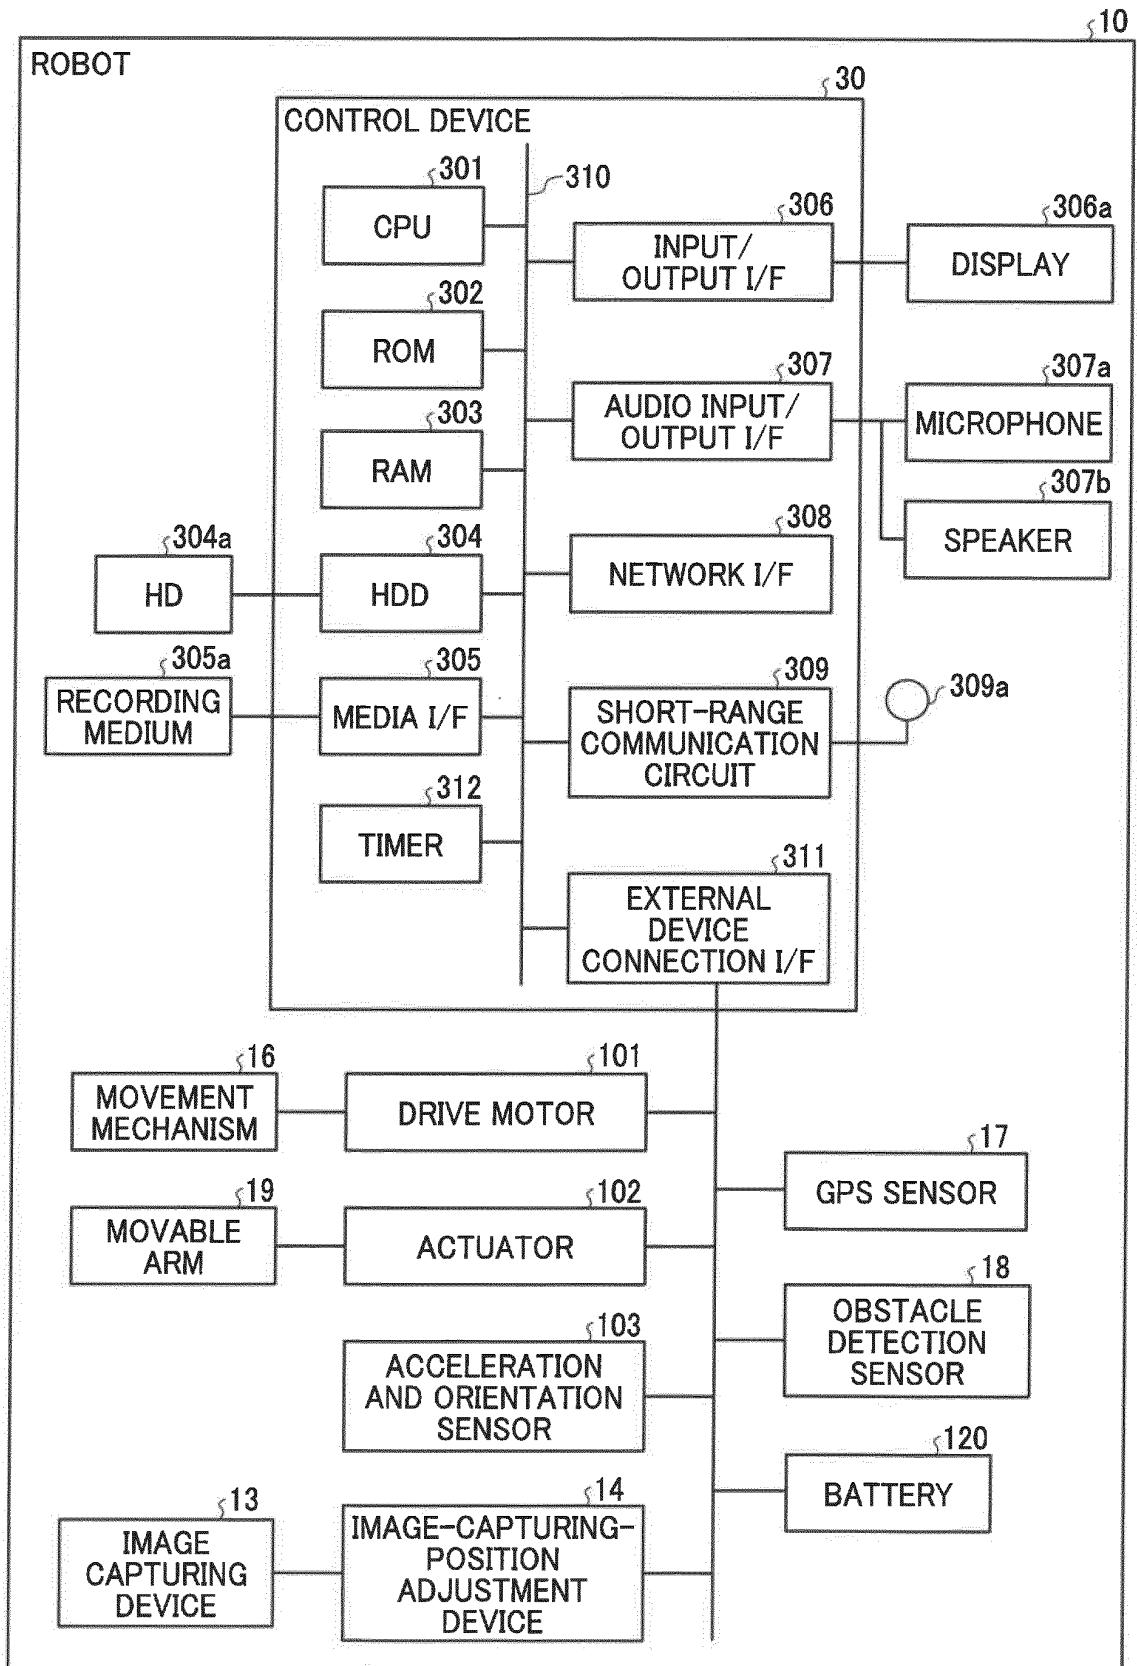 10
ROBOT
30
CONTROL DEVICE
301
CPU
310
306
INPUT/
OUTPUT I/F
306a
DISPLAY
302
ROM
307
AUDIO INPUT/
OUTPUT I/F
307a
MICROPHONE
303
RAM
307b
SPEAKER
304a
HD
304
HDD
308
NETWORK I/F
305a
RECORDING
MEDIUM
305
MEDIA I/F
309
SHORT-RANGE
COMMUNICATION
CIRCUIT
309a
312
TIMER
311
EXTERNAL
DEVICE
CONNECTION I/F
16
MOVEMENT
MECHANISM
101
DRIVE MOTOR
17
GPS SENSOR
19
MOVABLE
ARM
102
ACTUATOR
18
OBSTACLE
DETECTION
SENSOR
103
ACCELERATION
AND ORIENTATION
SENSOR
120
BATTERY
13
IMAGE
CAPTURING
DEVICE
14
IMAGE-CAPTURING-
POSITION
ADJUSTMENT
DEVICE